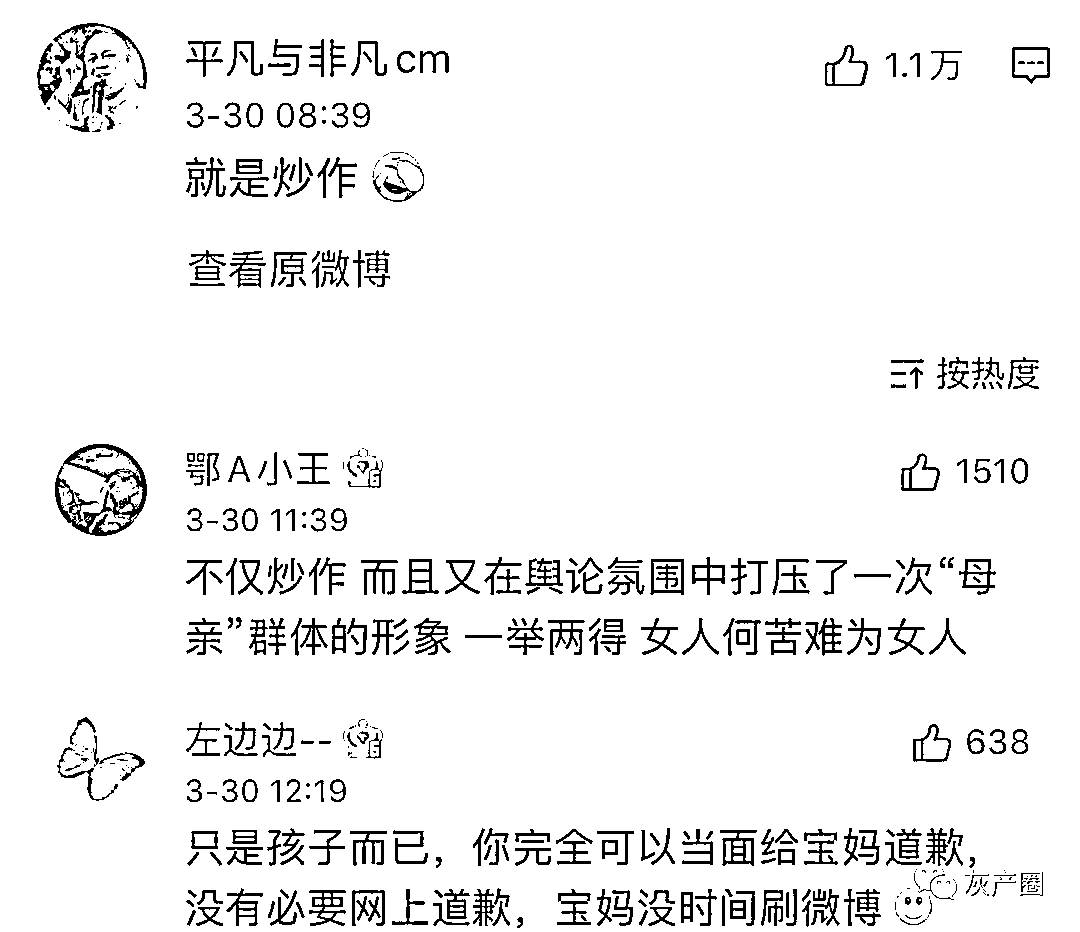 平凡与非凡cm
1.1万
3-30 08:39
就是炒作
查看原微博
按热度
鄂A小王
1510
3-30 11:39
不仅炒作 而且又在舆论氛围中打压了一次“母
亲”群体的形象 一举两得 女人何苦难为女人
左边边--
638
3-30 12:19
只是孩子而已，你完全可以当面给宝妈道歉，
没有必要网上道歉，宝妈没时间刷微博
灰产圈